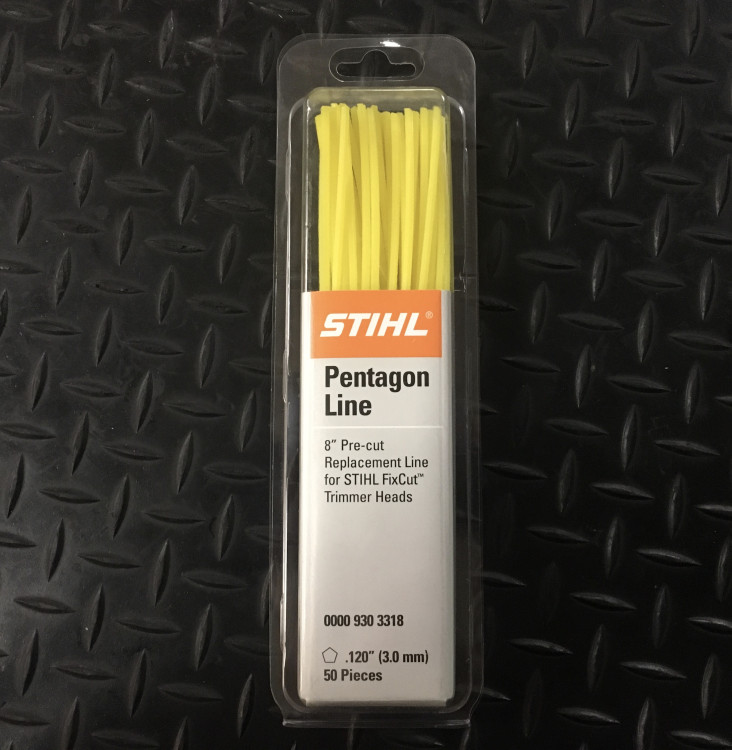 STIHL®
Pentagon
Line
8" Pre-cut
Replacement Line
for STIHL FixCut™
Trimmer Heads
0000 930 3318
.120" (3.0 mm)
50 Pieces